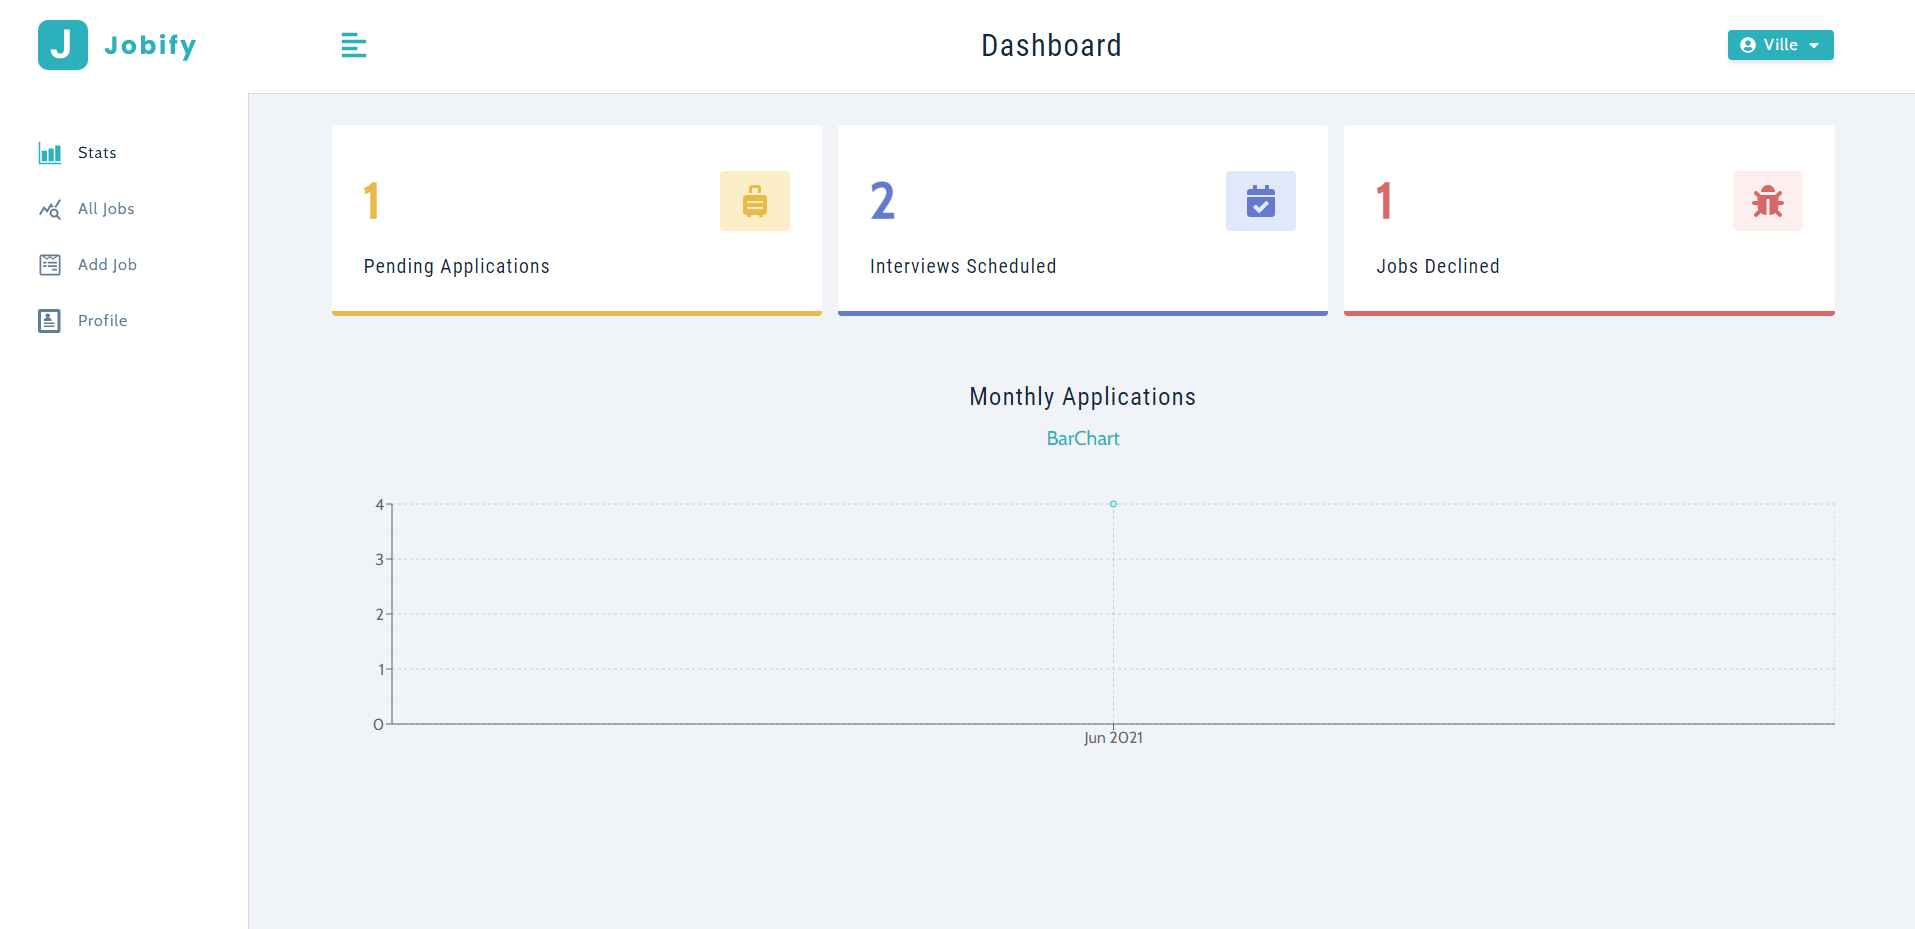 J Jobify
Dashboard
Ville
Stats
All Jobs
Add Job
Profile
1
Pending Applications
2
Interviews Scheduled
1
Jobs Declined
Monthly Applications
BarChart
4
3
2
1
0
Jun 2021